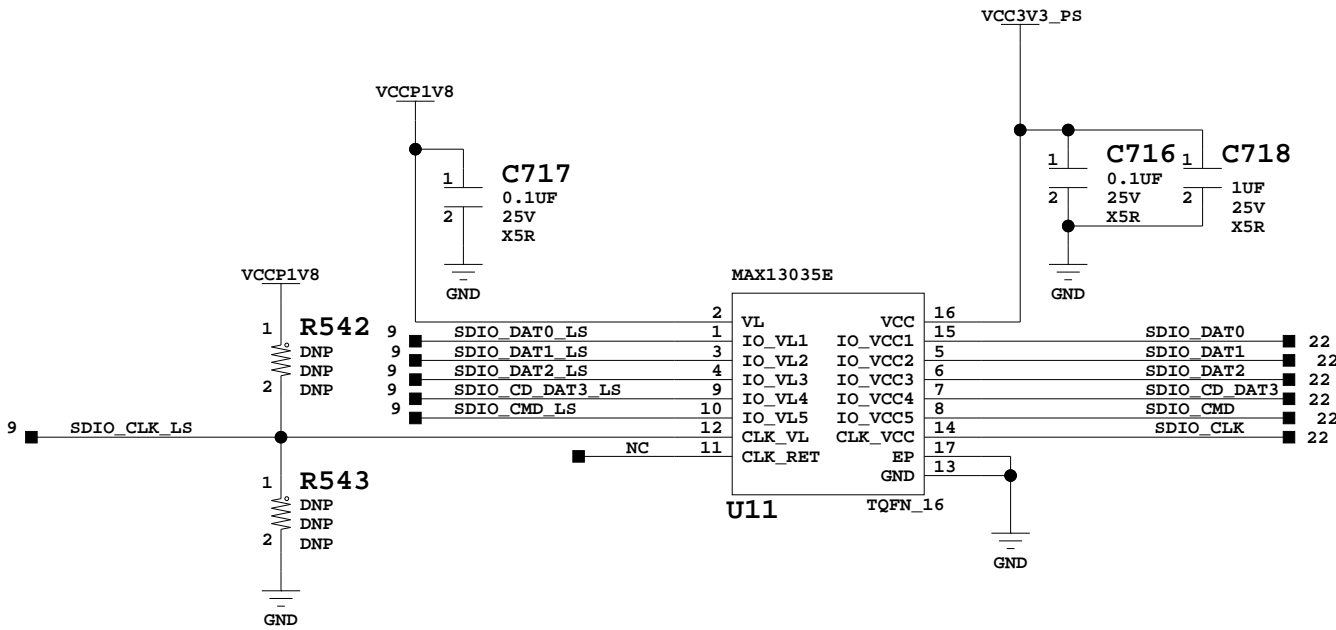 VCC3V3_PS
VCCP1V8
1 C717
0.1UF
2 25V
X5R
GND
1 C716
0.1UF
2 25V
X5R
1 C718
1UF
2 25V
X5R
GND
VCCP1V8
1 R542
DNP
DNP
2 DNP
MAX13035E
2 VL VCC 16
9 SDIO_DAT0_LS 1 IO_VL1 IO_VCC1 15 SDIO_DAT0 22
9 SDIO_DAT1_LS 3 IO_VL2 IO_VCC2 5 SDIO_DAT1 22
9 SDIO_DAT2_LS 4 IO_VL3 IO_VCC3 6 SDIO_DAT2 22
9 SDIO_CD_DAT3_LS 9 IO_VL4 IO_VCC4 7 SDIO_CD_DAT3 22
9 SDIO_CMD_LS 10 IO_VL5 IO_VCC5 8 SDIO_CMD 22
9 SDIO_CLK_LS 12 CLK_VL CLK_VCC 14 SDIO_CLK 22
NC 11 CLK_RET EP 17
GND 13
U11 TQFN_16
GND
1 R543
DNP
DNP
2 DNP
GND